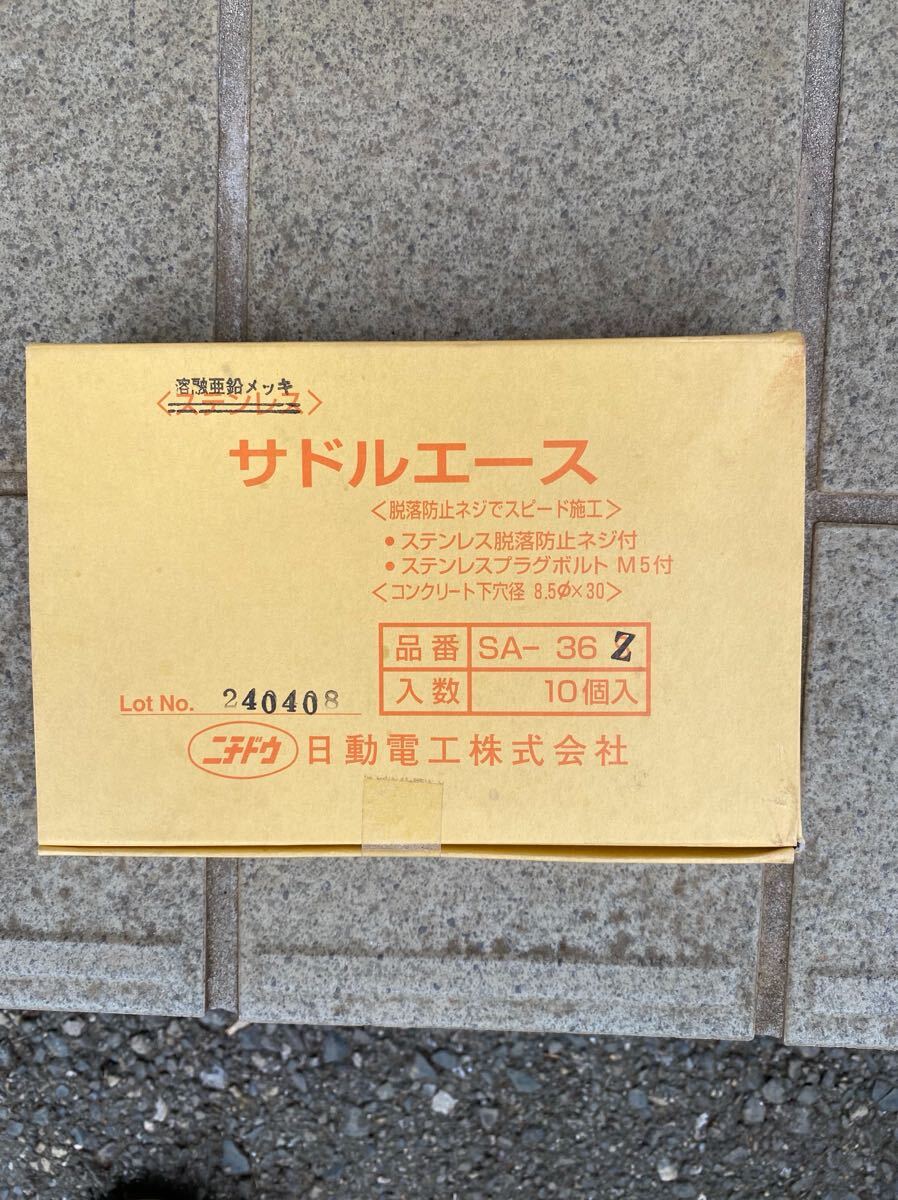 溶融亜鉛メッキ
〈ステンレス〉
サドルエース
〈脱落防止ネジでスピード施工〉
● ステンレス脱落防止ネジ付
● ステンレスプラグボルト M5付
〈コンクリート下穴径 8.5φ×30〉
品番 SA- 36 Z
入数 10個入
Lot No. 240408
ニチドウ 日動電工株式会社